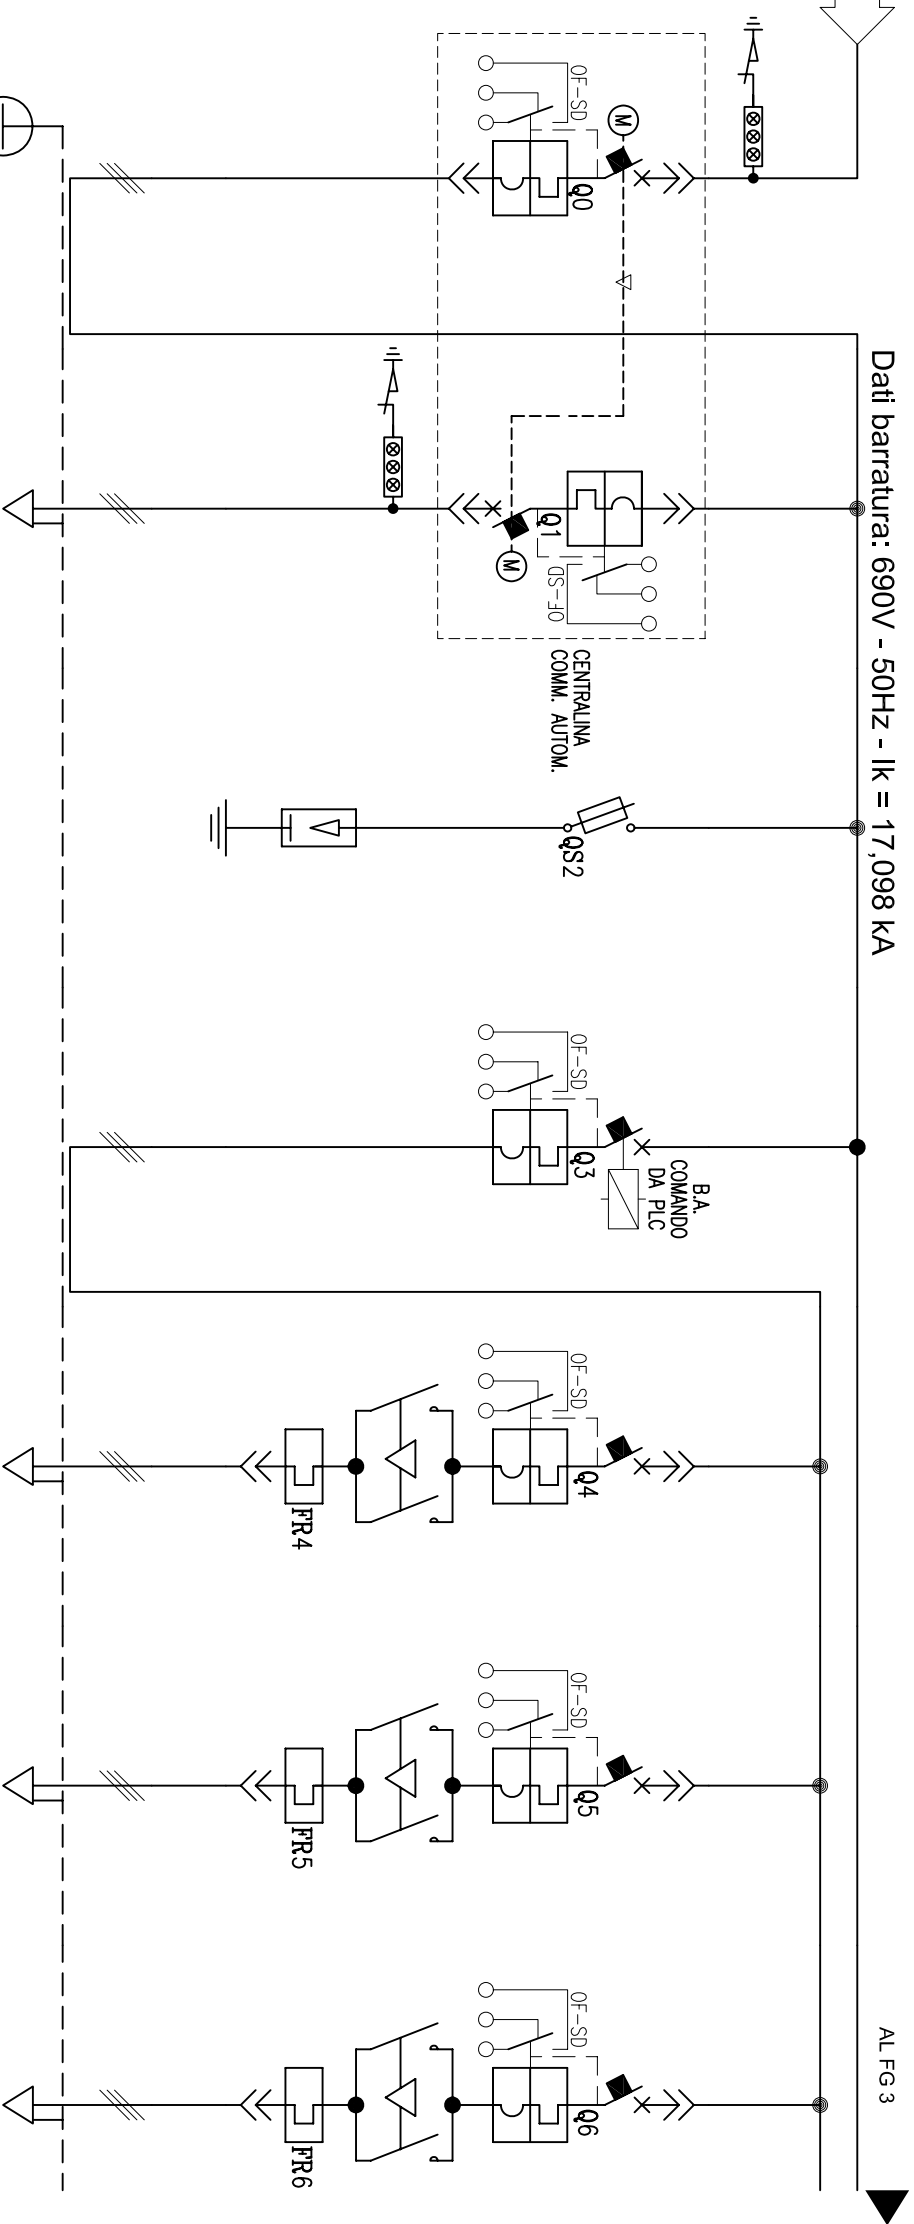 Dati barratura: 690V - 50Hz - Ik = 17,098 kA
AL FG 3
OF-SD
M
Q0
Q1
M
OF-SD
CENTRALINA
COMM. AUTOM.
QS2
OF-SD
Q3
B.A.
COMANDO
DA PLC
OF-SD
Q4
FR4
OF-SD
Q5
FR5
OF-SD
Q6
FR6